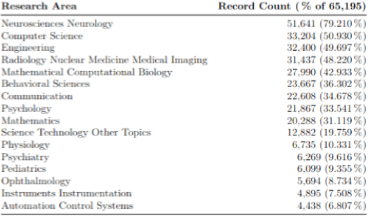 Research Area Record Count ( % of 65,195)
Neurosciences Neurology 51,641 (79.210 %)
Computer Science 33,204 (50.930 %)
Engineering 32,400 (49.697 %)
Radiology Nuclear Medicine Medical Imaging 31,437 (48.220 %)
Mathematical Computational Biology 27,990 (42.933 %)
Behavioral Sciences 23,667 (36.302 %)
Communication 22,608 (34.678 %)
Psychology 21,867 (33.541 %)
Mathematics 20,288 (31.119 %)
Science Technology Other Topics 12,882 (19.759 %)
Physiology 6,735 (10.331 %)
Psychiatry 6,269 (9.616 %)
Pediatrics 6,099 (9.355 %)
Ophthalmology 5,694 (8.734 %)
Instruments Instrumentation 4,895 (7.508 %)
Automation Control Systems 4,438 (6.807 %)